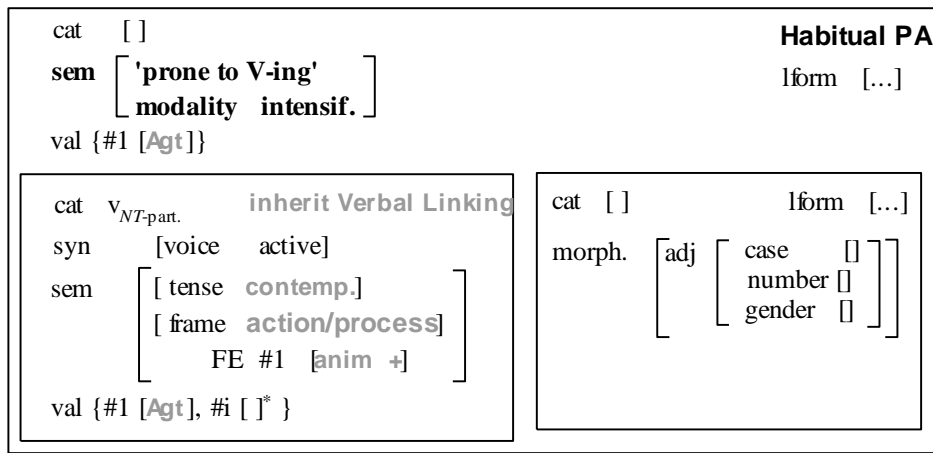 cat [ ] Habitual PA
sem 'prone to V-ing' lform [...]
modality intensif.
val {#1 [Agt]}
cat v NT-part. inherit Verbal Linking
syn [voice active]
sem [ tense contemp.]
[ frame action/process]
FE #1 [anim +]
val {#1 [Agt], #i [ ]* }
cat [ ] lform [...]
morph. adj case []
number []
gender []